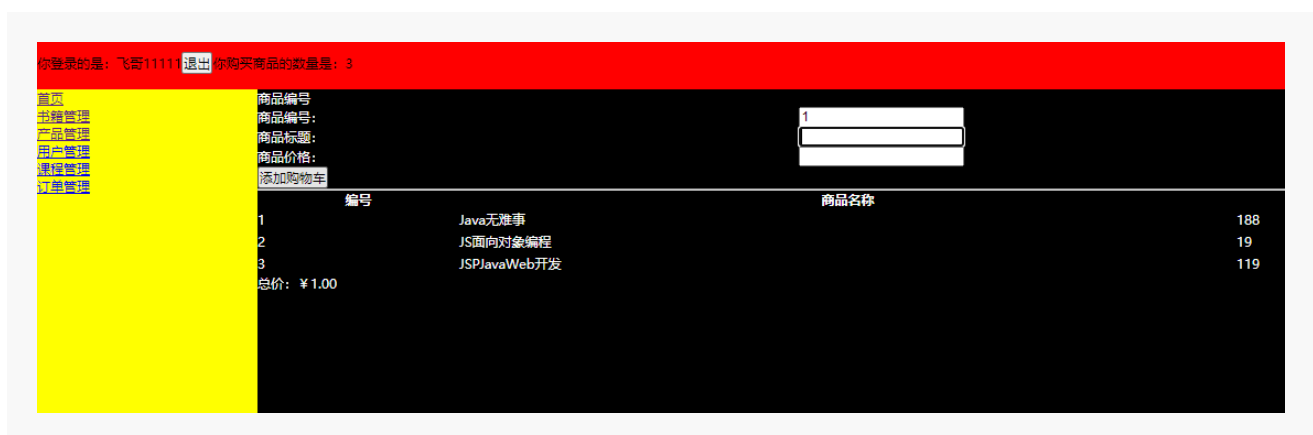 你登录的是：飞哥11111退出你购买商品的数量是：3
首页
书籍管理
产品管理
用户管理
课程管理
订单管理
商品编号
商品编号： 1
商品标题：
商品价格：
添加购物车
编号 商品名称
1 Java无难事 188
2 JS面向对象编程 19
3 JSPJavaWeb开发 119
总价：￥1.00